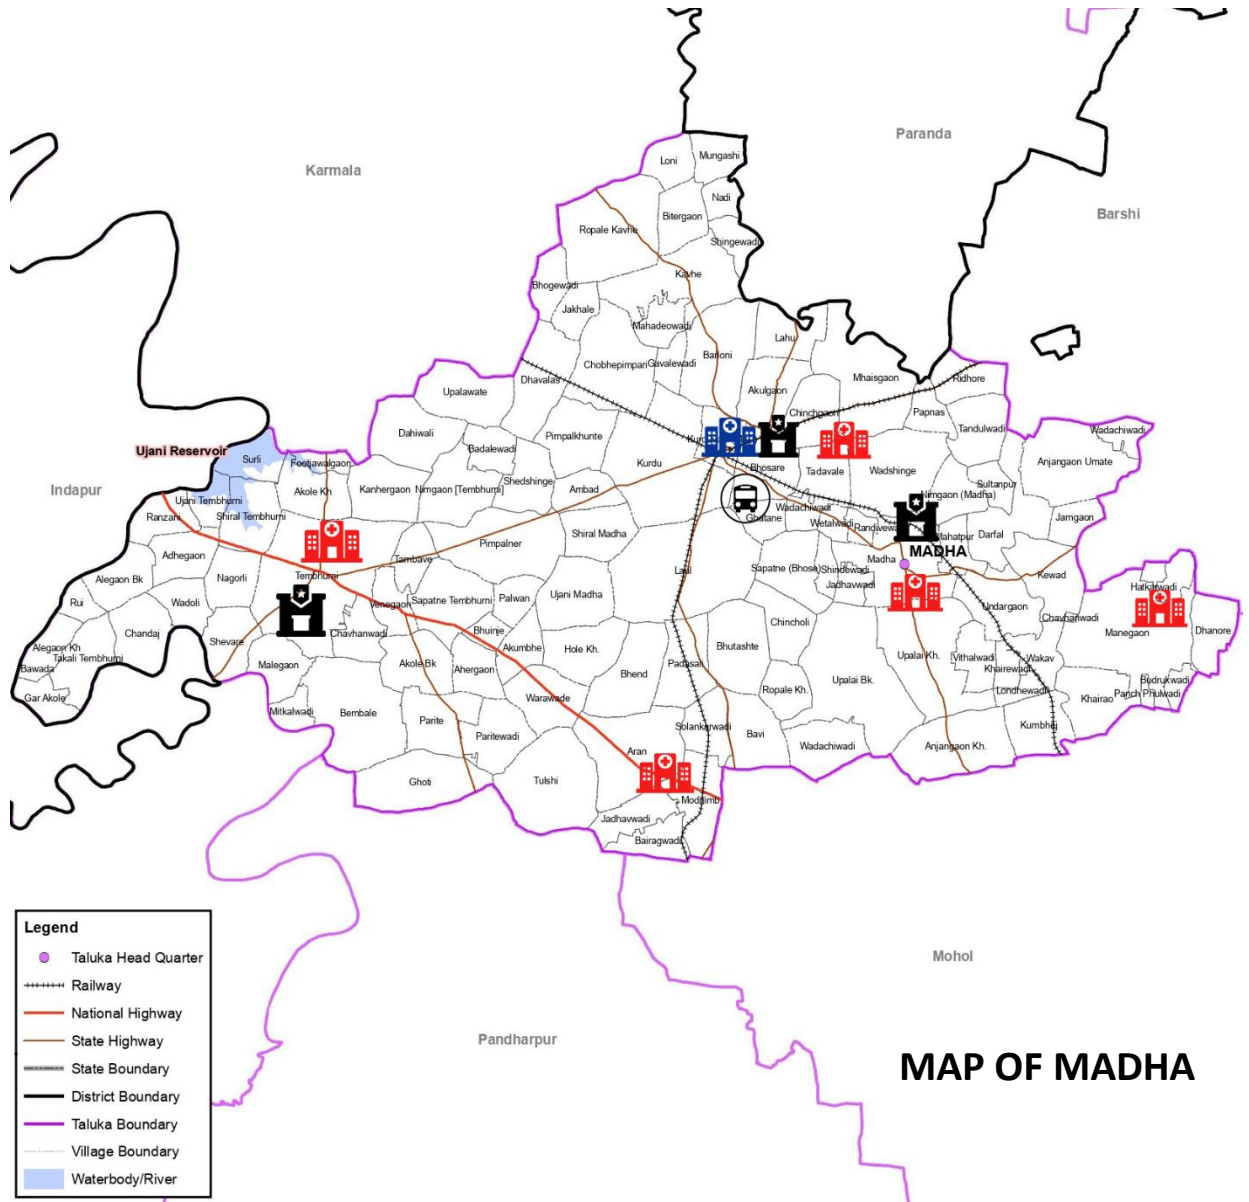 Karmala
Paranda
Barshi
Indapur
Mohol
Pandharpur
Ujani Reservoir
Loni
Mungashi
Nadi
Bitergaon
Ropale Kavhe
Shingewadi
Kavhe
Bhogewadi
Jakhale
Mahadeowadi
Lahu
Barloni
Chobhepimpari
Gavalewadi
Mhaisgaon
Ridhore
Dhavalas
Upalawate
Akulgaon
Chinchgaon
Papnas
Tandulwadi
Wadachiwadi
Dahiwali
Badalewadi
Pimpalkhunte
Anjangaon Umate
Surli
Kurdu
Bhosare
Tadavale
Wadshinge
Akole Kh
Kanhergaon
Nimgaon [Tembhurni]
Shedshinge
Ambad
Sultanpur
Nimgaon (Madha)
Ujani Tembhurni
Ranzani
Shiral Tembhurni
Wadachiwadi
Ghatane
Wetalwadi
Jamgaon
Shiral Madha
Mahatpur
Darfal
Pimpalner
Adhegaon
Tambave
MADHA
Madha
Laul
Sapatne (Bhose)
Shindewadi
Jadhavwadi
Kewad
Alegaon Bk
Nagorli
Tembhurni
Hatkarwadi
Rui
Wadoli
Venegaon
Sapatne Tembhurni
Palwan
Ujani Madha
Undargaon
Chavhanwadi
Manegaon
Dhanore
Chandaj
Shevare
Chavhanwadi
Bhuinje
Chincholi
Alegaon Kh
Takali Tembhurni
Bawada
Malegaon
Akole Bk
Ahergaon
Akumbhe
Hole Kh.
Bhutashte
Upalai Kh.
Vithalwadi
Wakav
Khairewadi
Gar Akole
Bhend
Padasali
Upalai Bk.
Ropale Kh.
Londhewadi
Budrukwadi
Panch Phulwadi
Khairao
Mitkalwadi
Bembale
Parite
Warawade
Paritewadi
Solankarwadi
Bavi
Wadachiwadi
Anjangaon Kh.
Kumbhej
Aran
Ghoti
Tulshi
Jadhavwadi
Bairagwadi
Legend
Taluka Head Quarter
Railway
National Highway
State Highway
State Boundary
District Boundary
Taluka Boundary
Village Boundary
Waterbody/River
MAP OF MADHA